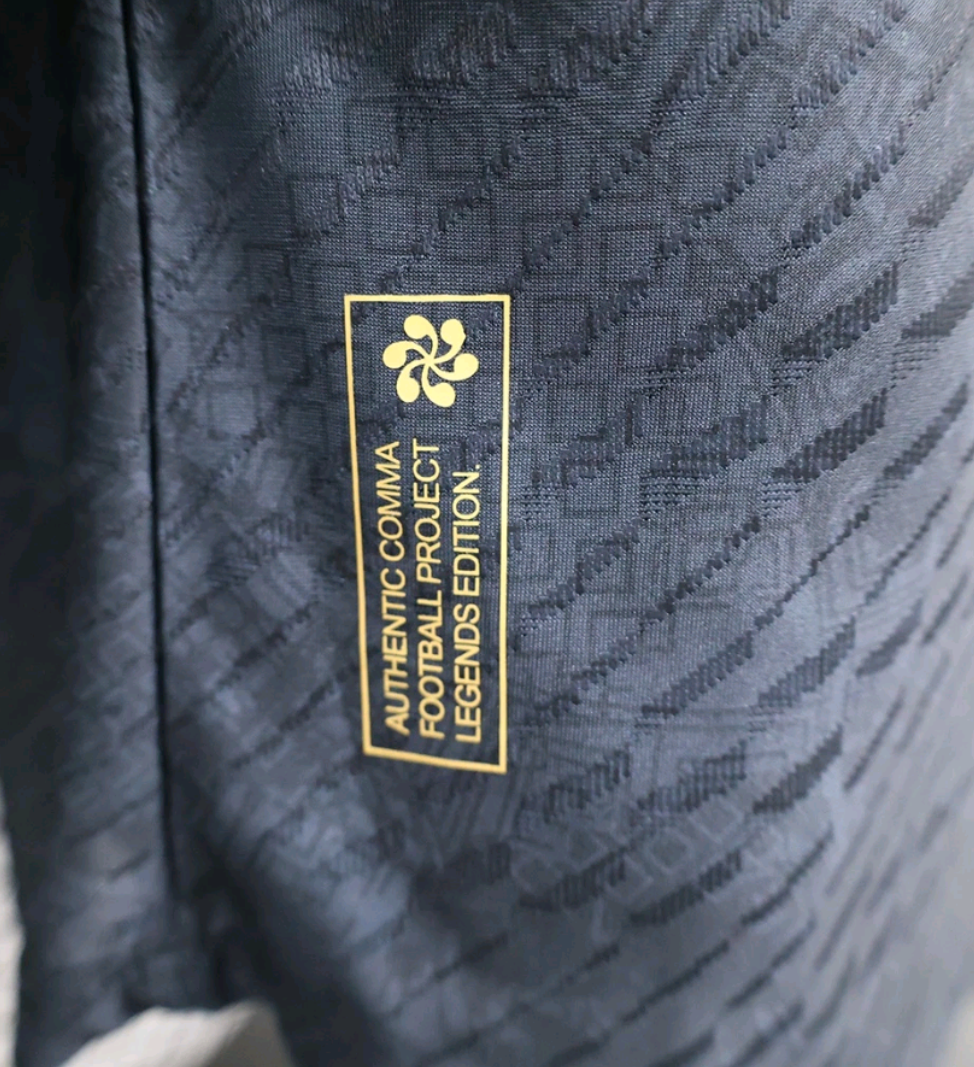 AUTHENTIC COMMA
FOOTBALL PROJECT
LEGENDS EDITION.